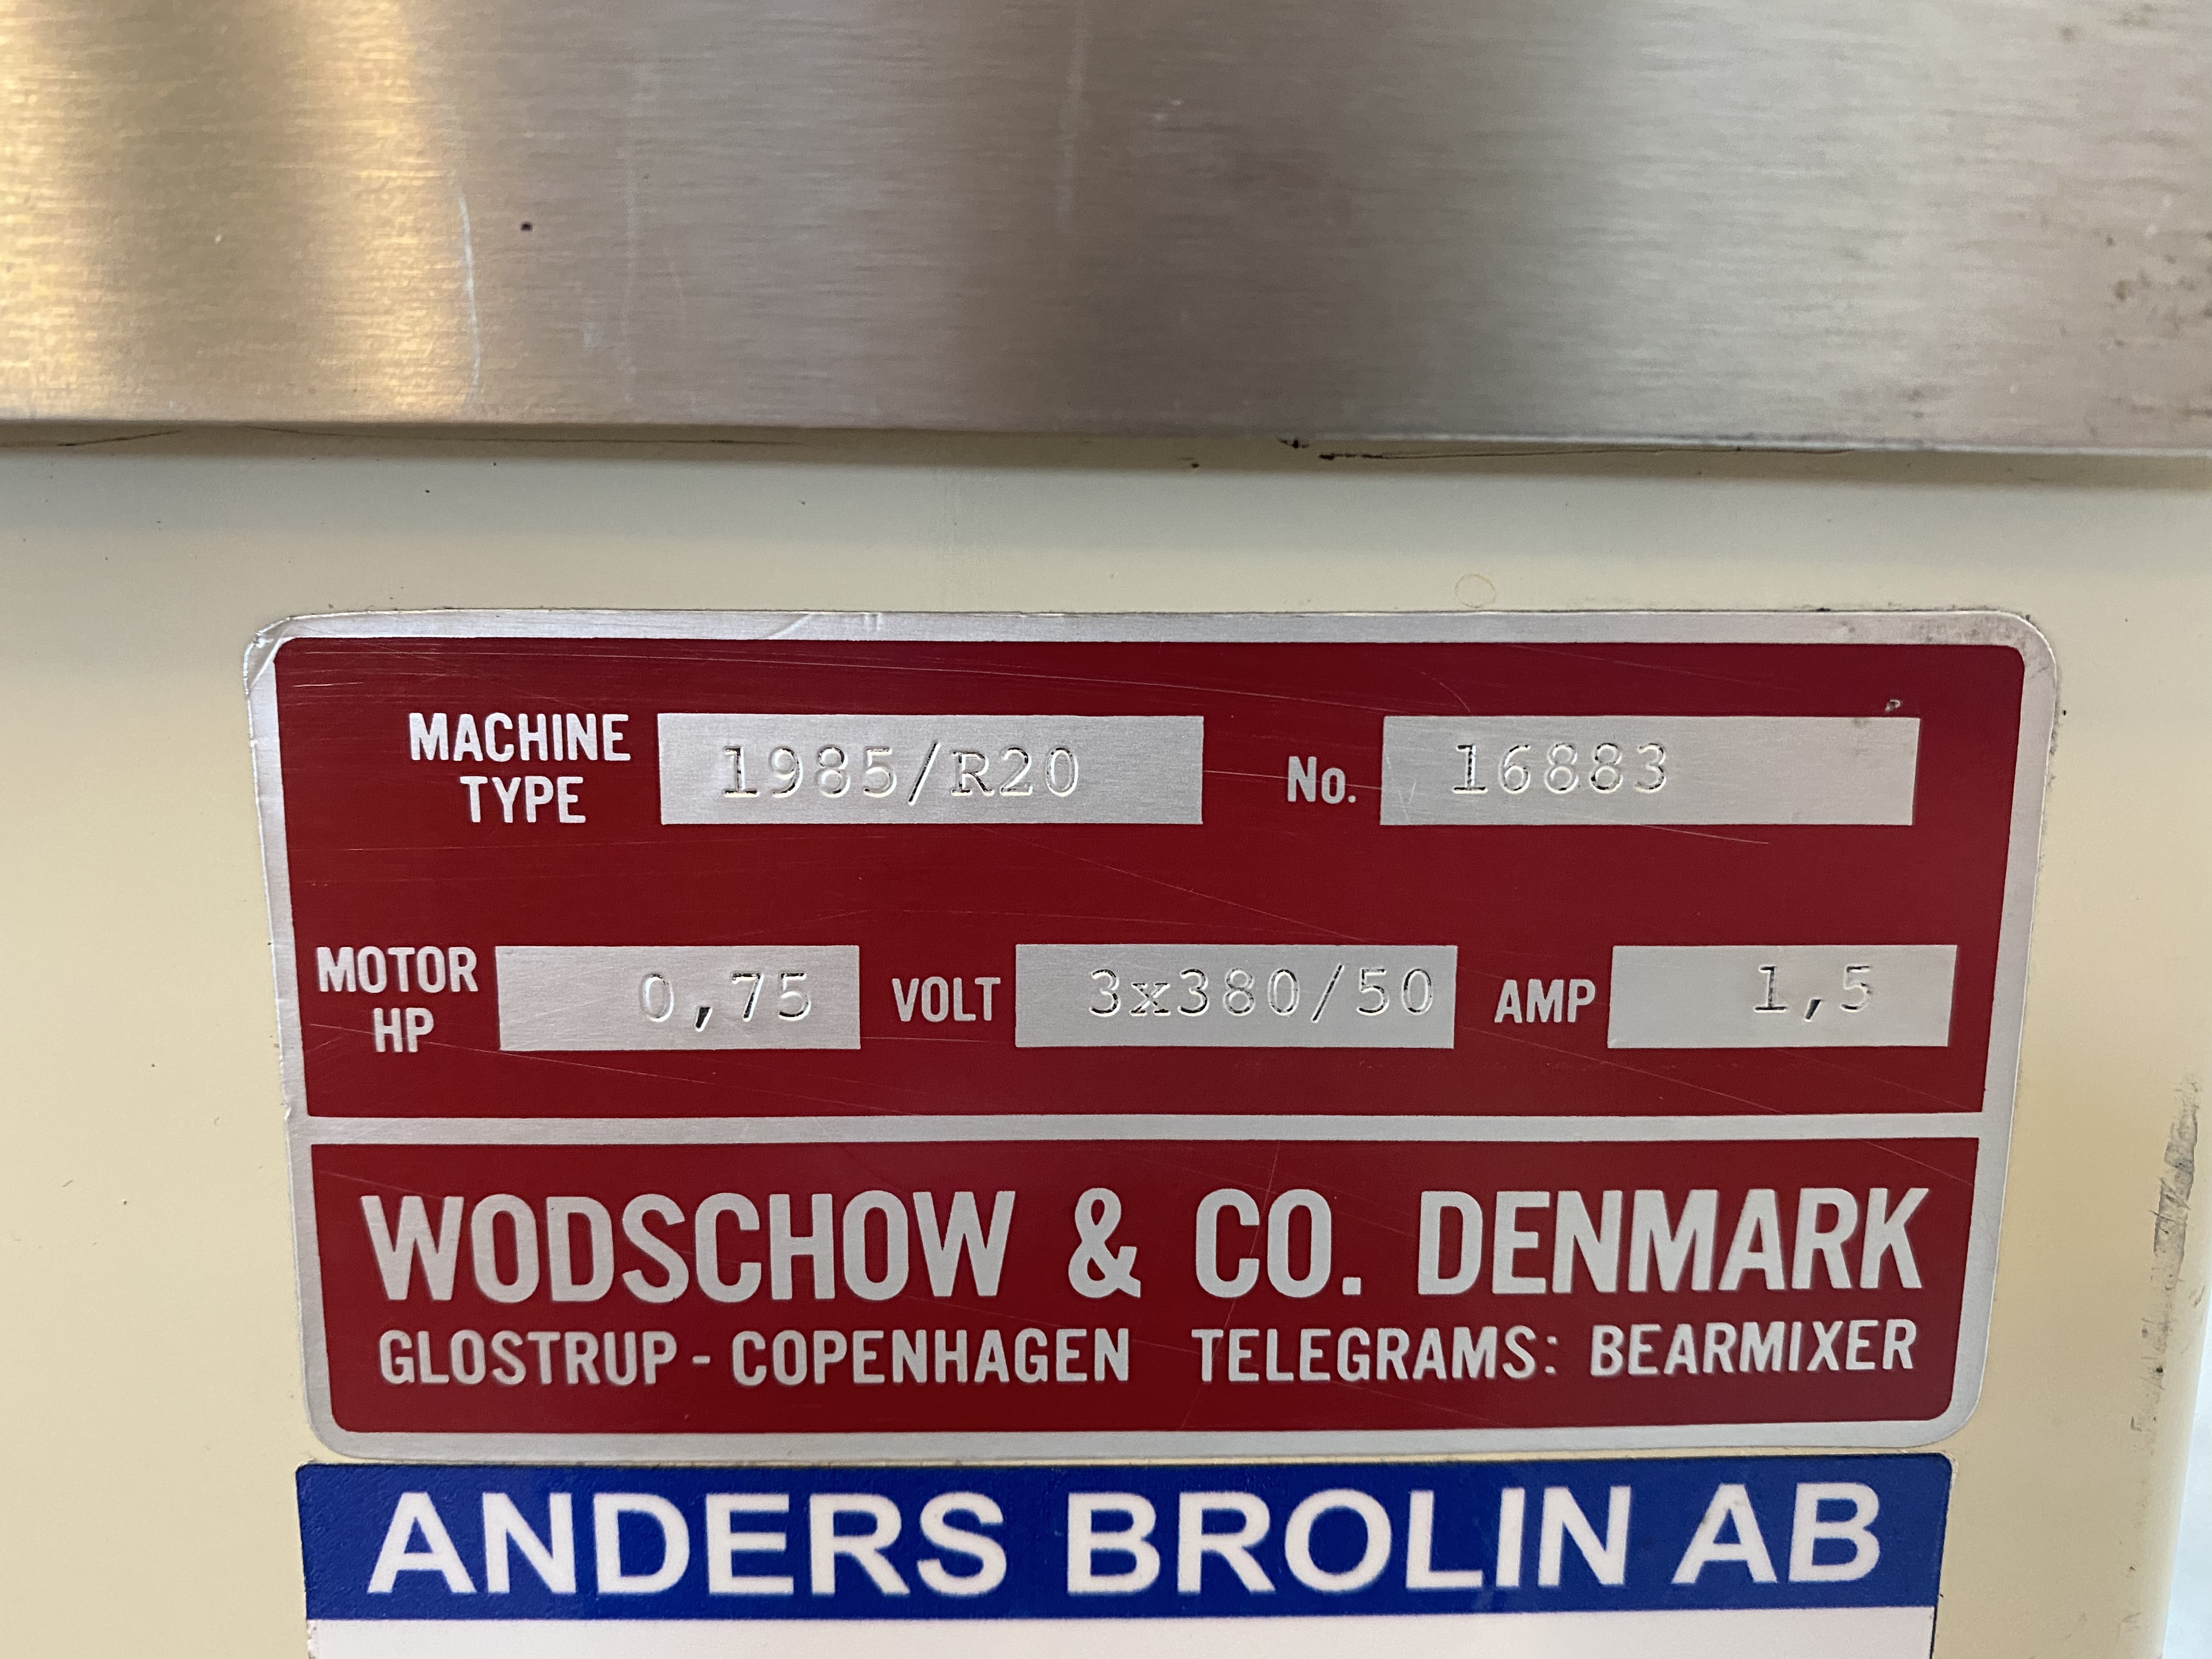 MACHINE TYPE 1985/R20 No. 16883
MOTOR HP 0,75 VOLT 3x380/50 AMP 1,5
WODSCHOW & CO. DENMARK
GLOSTRUP - COPENHAGEN TELEGRAMS: BEARMIXER
ANDERS BROLIN AB